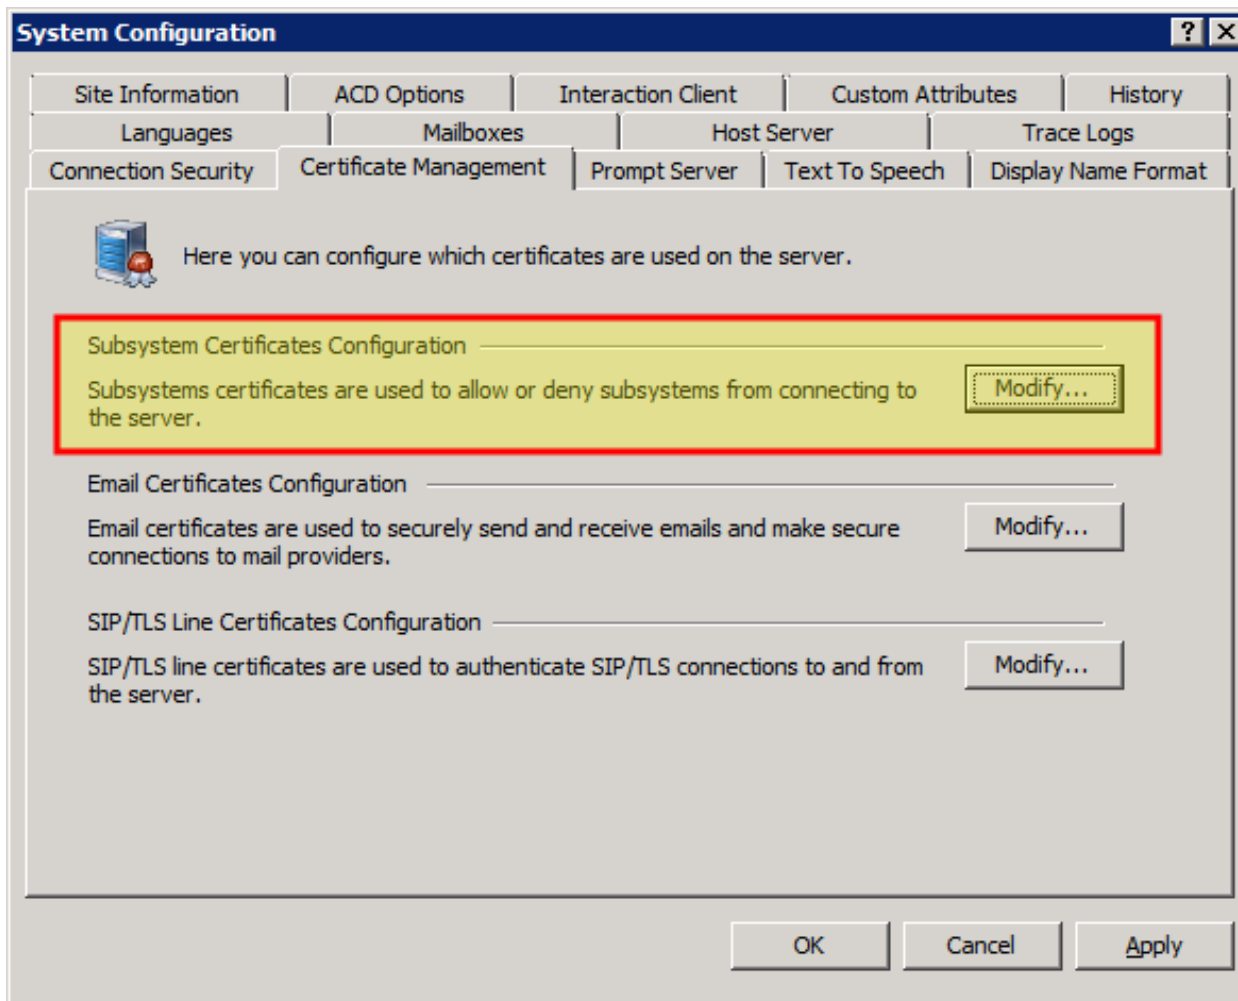 System Configuration
Site Information ACD Options Interaction Client Custom Attributes History
Languages Mailboxes Host Server Trace Logs
Connection Security Certificate Management Prompt Server Text To Speech Display Name Format
Here you can configure which certificates are used on the server.
Subsystem Certificates Configuration
Subsystems certificates are used to allow or deny subsystems from connecting to
the server.
Modify...
Email Certificates Configuration
Email certificates are used to securely send and receive emails and make secure
connections to mail providers.
Modify...
SIP/TLS Line Certificates Configuration
SIP/TLS line certificates are used to authenticate SIP/TLS connections to and from
the server.
Modify...
OK Cancel Apply